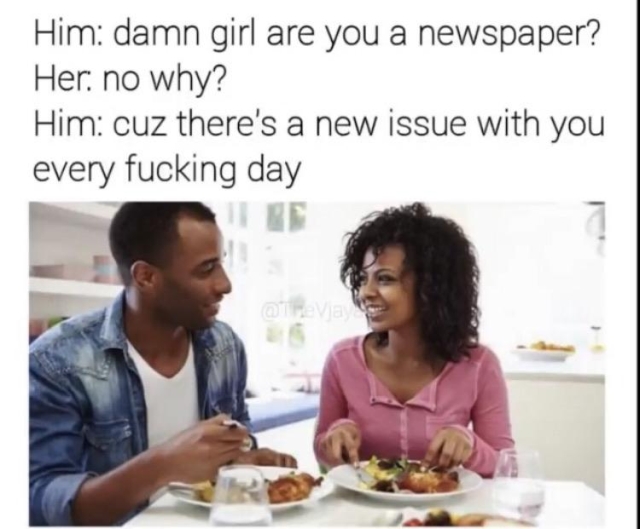 Him: damn girl are you a newspaper?
Her: no why?
Him: cuz there's a new issue with you
every fucking day